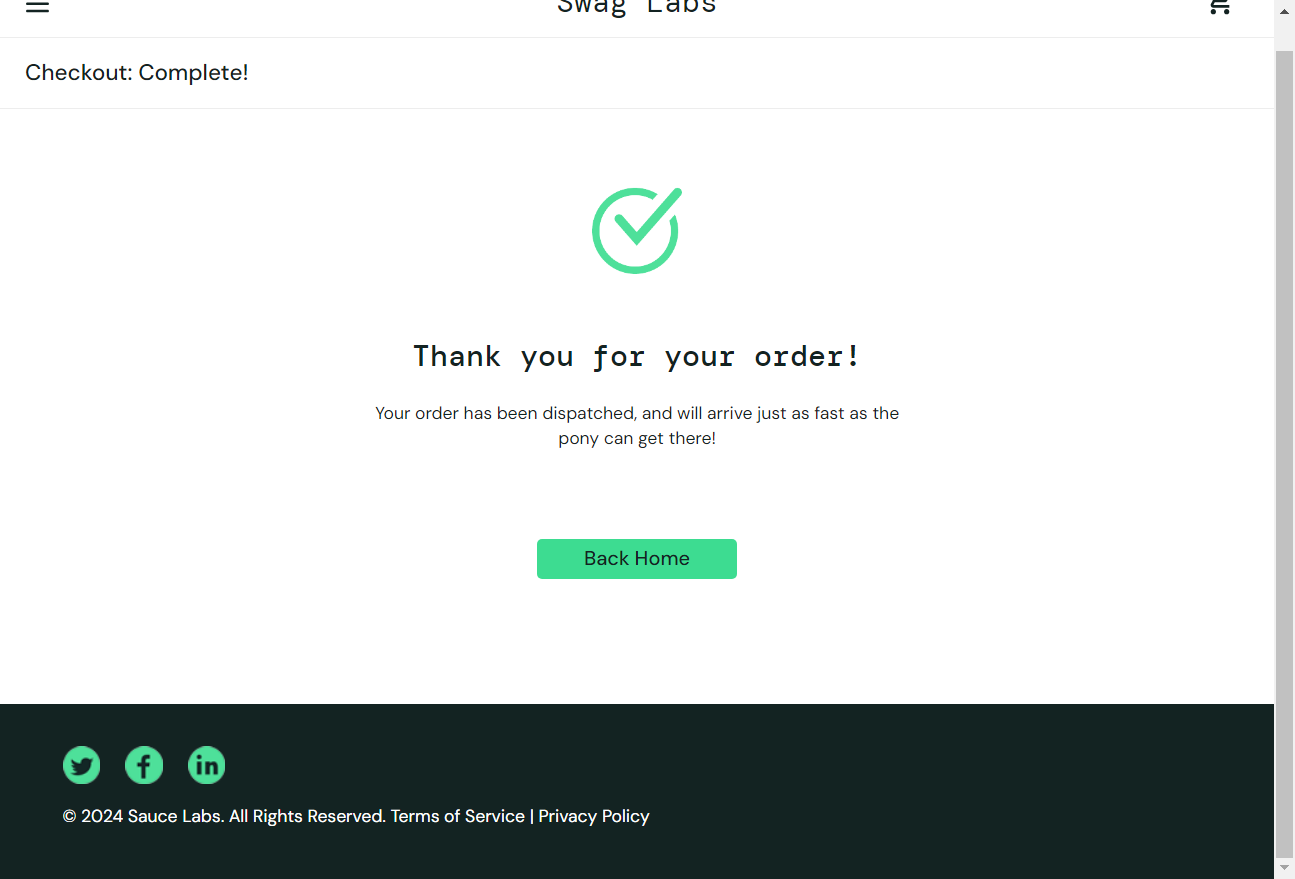 Swag Labs
Checkout: Complete!
Thank you for your order!
Your order has been dispatched, and will arrive just as fast as the
pony can get there!
Back Home
© 2024 Sauce Labs. All Rights Reserved. Terms of Service | Privacy Policy